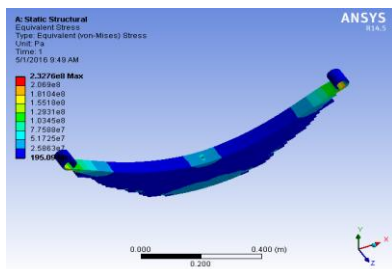 A: Static Structural
Equivalent Stress
Type: Equivalent (von-Mises) Stress
Unit: Pa
Time: 1
5/1/2016 9:49 AM
2.3276e8 Max
2.069e8
1.8104e8
1.5518e8
1.2931e8
1.0345e8
7.7588e7
5.1725e7
2.5863e7
ANSYS
R14.5
0.000
0.400 (m)
0.200
Y
X
Z